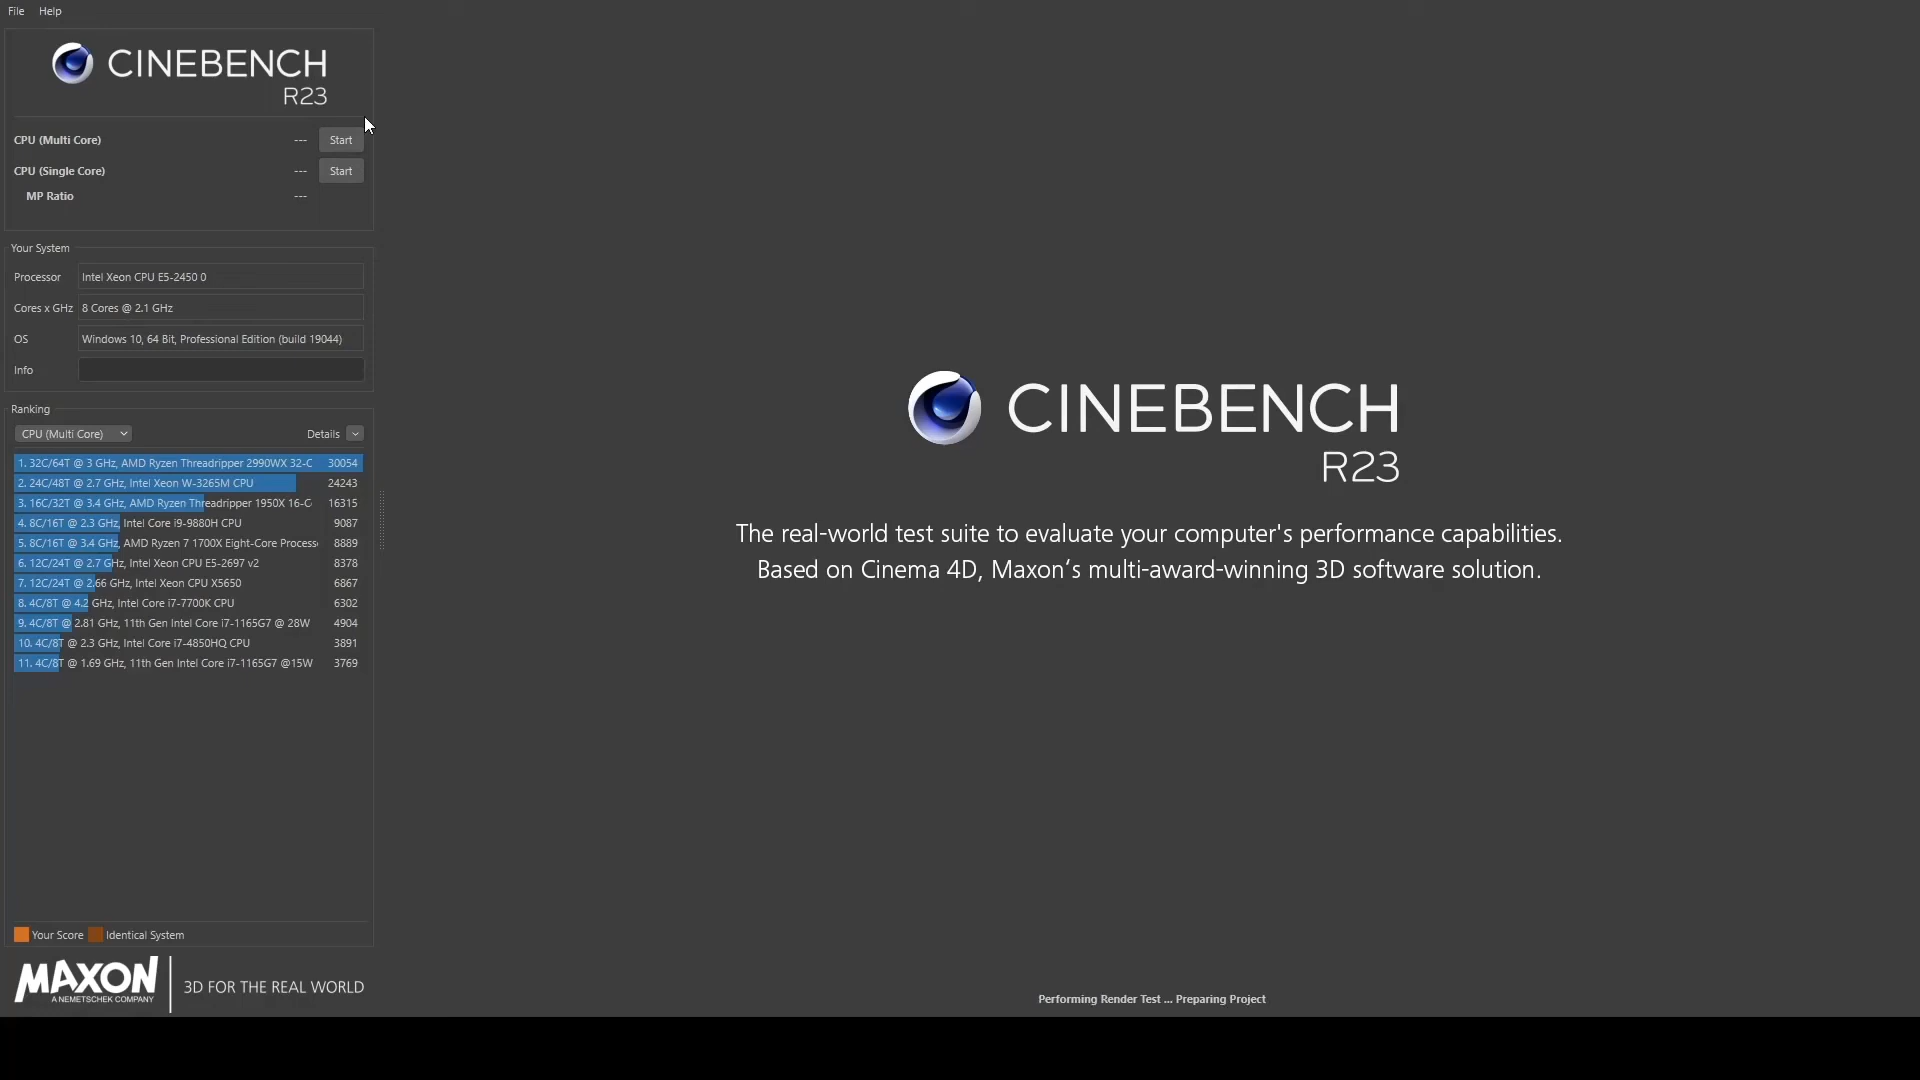 File Help
CINEBENCH
R23
CPU (Multi Core) --- Start
CPU (Single Core) --- Start
MP Ratio ---
Your System
Processor Intel Xeon CPU E5-2450 0
Cores x GHz 8 Cores @ 2.1 GHz
OS Windows 10, 64 Bit, Professional Edition (build 19044)
Info
Ranking
CPU (Multi Core) Details
1. 32C/64T @ 3 GHz, AMD Ryzen Threadripper 2990WX 32-C 30054
2. 24C/48T @ 2.7 GHz, Intel Xeon W-3265M CPU 24243
3. 16C/32T @ 3.4 GHz, AMD Ryzen Threadripper 1950X 16-C 16315
4. 8C/16T @ 2.3 GHz, Intel Core i9-9880H CPU 9087
5. 8C/16T @ 3.4 GHz, AMD Ryzen 7 1700X Eight-Core Process 8889
6. 12C/24T @ 2.7 GHz, Intel Xeon CPU E5-2697 v2 8378
7. 12C/24T @ 2.66 GHz, Intel Xeon CPU X5650 6867
8. 4C/8T @ 4.2 GHz, Intel Core i7-7700K CPU 6302
9. 4C/8T @ 2.81 GHz, 11th Gen Intel Core i7-1165G7 @ 28W 4904
10. 4C/8T @ 2.3 GHz, Intel Core i7-4850HQ CPU 3891
11. 4C/8T @ 1.69 GHz, 11th Gen Intel Core i7-1165G7 @15W 3769
Your Score Identical System
MAXON
A NEMETSCHEK COMPANY
3D FOR THE REAL WORLD
CINEBENCH
R23
The real-world test suite to evaluate your computer's performance capabilities.
Based on Cinema 4D, Maxon‘s multi-award-winning 3D software solution.
Performing Render Test ... Preparing Project